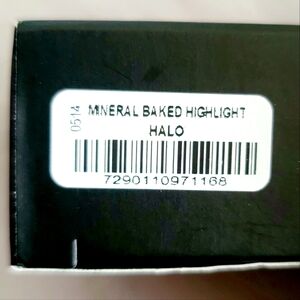 0514
MINERAL BAKED HIGHLIGHT
HALO
7290110971168